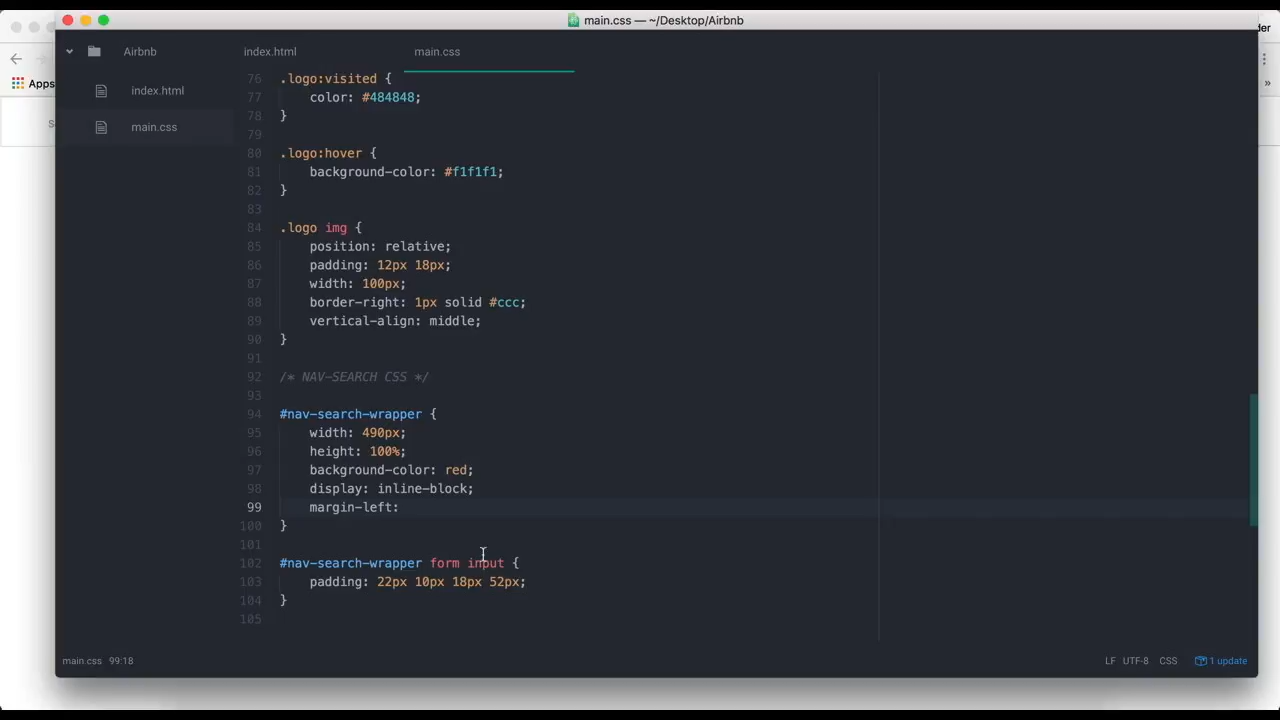 main.css — ~/Desktop/Airbnb
der
Apps
»
Airbnb
index.html
main.css
index.html
main.css
76 .logo:visited {
77 color: #484848;
78 }
79
80 .logo:hover {
81 background-color: #f1f1f1;
82 }
83
84 .logo img {
85 position: relative;
86 padding: 12px 18px;
87 width: 100px;
88 border-right: 1px solid #ccc;
89 vertical-align: middle;
90 }
91
92 /* NAV-SEARCH CSS */
93
94 #nav-search-wrapper {
95 width: 490px;
96 height: 100%;
97 background-color: red;
98 display: inline-block;
99 margin-left:
100 }
101
102 #nav-search-wrapper form input {
103 padding: 22px 10px 18px 52px;
104 }
105
main.css 99:18
LF UTF-8 CSS 1 update